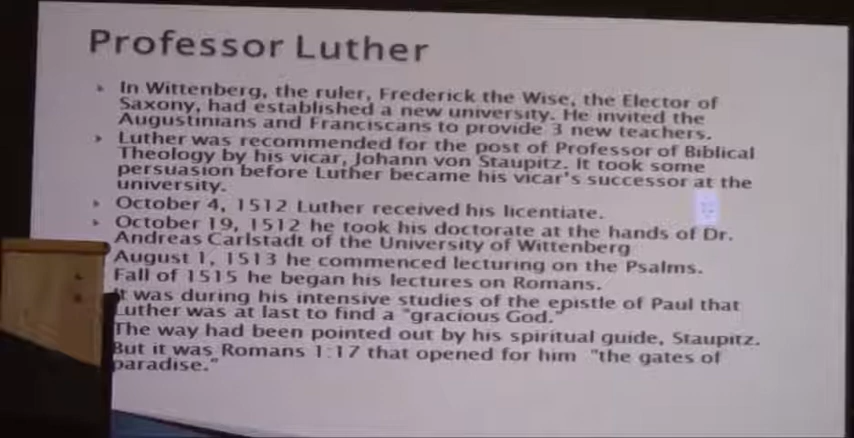 Professor Luther
In Wittenberg, the ruler, Frederick the Wise, the Elector of
Saxony, had established a new university. He invited the
Augustinians and Franciscans to provide 3 new teachers.
Luther was recommended for the post of Professor of Biblical
Theology by his vicar, Johann von Staupitz. It took some
persuasion before Luther became his vicar's successor at the
university.
October 4, 1512 Luther received his licentiate.
October 19, 1512 he took his doctorate at the hands of Dr.
Andreas Carlstadt of the University of Wittenberg
August 1, 1513 he commenced lecturing on the Psalms.
Fall of 1515 he began his lectures on Romans.
It was during his intensive studies of the epistle of Paul that
Luther was at last to find a "gracious God."
The way had been pointed out by his spiritual guide, Staupitz.
But it was Romans 1:17 that opened for him "the gates of
paradise."